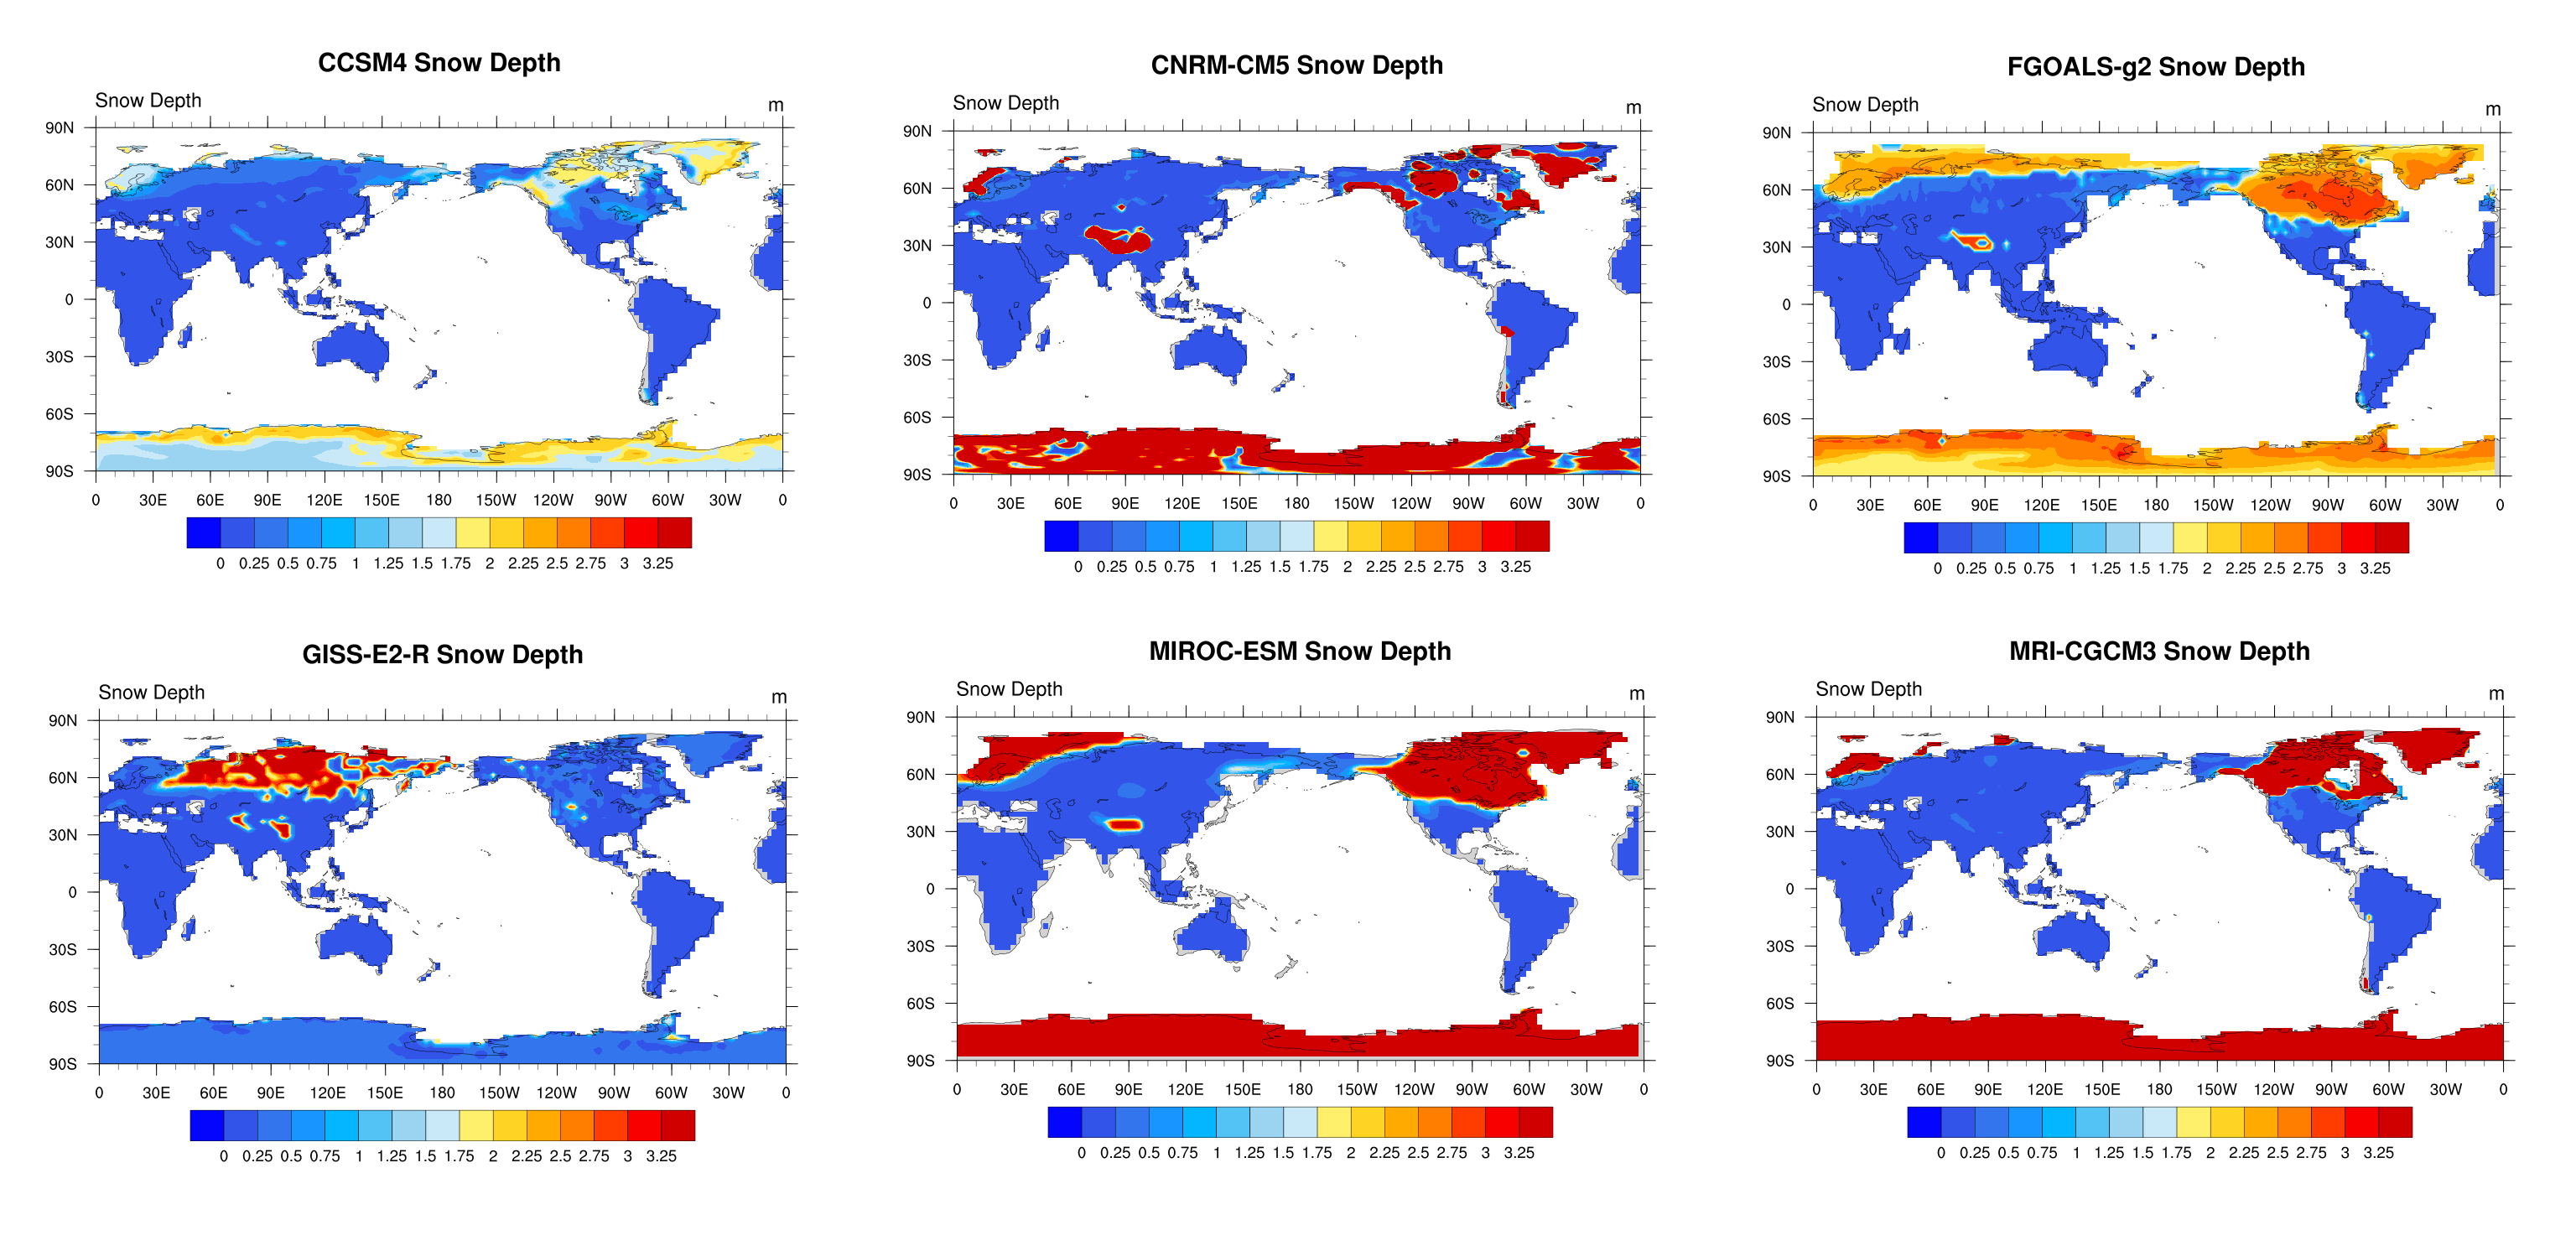 CCSM4 Snow Depth
Snow Depth m
90N
60N
30N
0
30S
60S
90S
0 30E 60E 90E 120E 150E 180 150W 120W 90W 60W 30W 0
0 0.25 0.5 0.75 1 1.25 1.5 1.75 2 2.25 2.5 2.75 3 3.25
CNRM-CM5 Snow Depth
Snow Depth m
90N
60N
30N
0
30S
60S
90S
0 30E 60E 90E 120E 150E 180 150W 120W 90W 60W 30W 0
0 0.25 0.5 0.75 1 1.25 1.5 1.75 2 2.25 2.5 2.75 3 3.25
FGOALS-g2 Snow Depth
Snow Depth m
90N
60N
30N
0
30S
60S
90S
0 30E 60E 90E 120E 150E 180 150W 120W 90W 60W 30W 0
0 0.25 0.5 0.75 1 1.25 1.5 1.75 2 2.25 2.5 2.75 3 3.25
GISS-E2-R Snow Depth
Snow Depth m
90N
60N
30N
0
30S
60S
90S
0 30E 60E 90E 120E 150E 180 150W 120W 90W 60W 30W 0
0 0.25 0.5 0.75 1 1.25 1.5 1.75 2 2.25 2.5 2.75 3 3.25
MIROC-ESM Snow Depth
Snow Depth m
90N
60N
30N
0
30S
60S
90S
0 30E 60E 90E 120E 150E 180 150W 120W 90W 60W 30W 0
0 0.25 0.5 0.75 1 1.25 1.5 1.75 2 2.25 2.5 2.75 3 3.25
MRI-CGCM3 Snow Depth
Snow Depth m
90N
60N
30N
0
30S
60S
90S
0 30E 60E 90E 120E 150E 180 150W 120W 90W 60W 30W 0
0 0.25 0.5 0.75 1 1.25 1.5 1.75 2 2.25 2.5 2.75 3 3.25